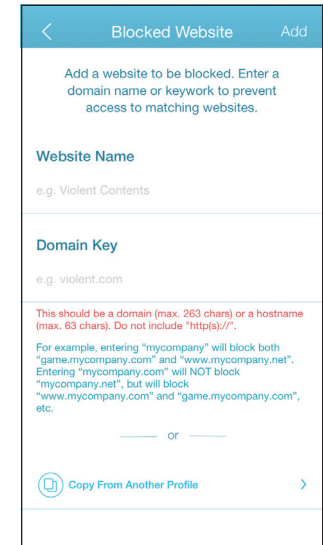 Blocked Website
Add
Add a website to be blocked. Enter a
domain name or keywork to prevent
access to matching websites.
Website Name
e.g. Violent Contents
Domain Key
e.g. violent.com
This should be a domain (max. 263 chars) or a hostname
(max. 63 chars). Do not include "http(s)://".
For example, entering “mycompany” will block both
“game.mycompany.com” and “www.mycompany.net”.
Entering “mycompany.com” will NOT block
“mycompany.net”, but will block
“www.mycompany.com” and “game.mycompany.com”,
etc.
or
Copy From Another Profile